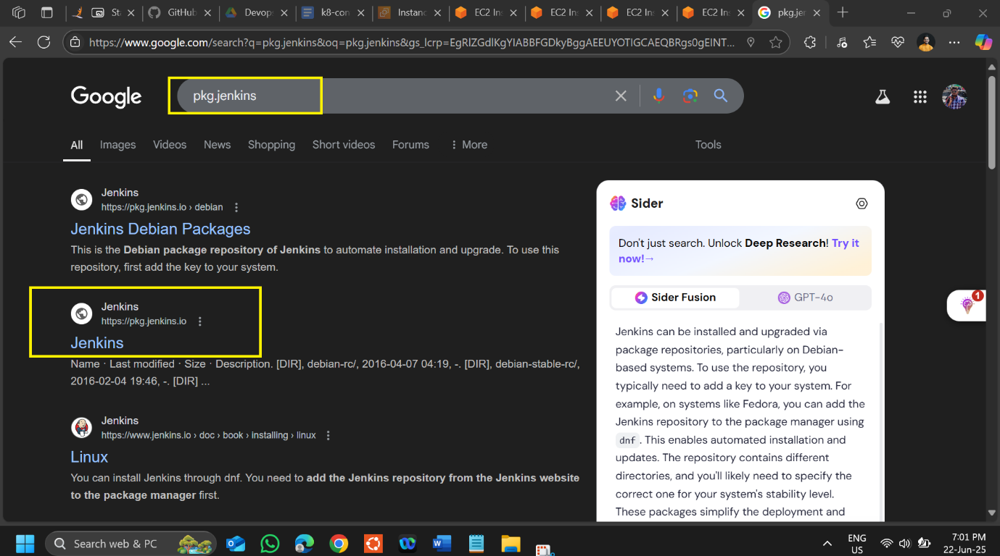 St
GitHub
Devop
k8-con
Instanc
EC2 Ins
EC2 Ins
EC2 Ins
EC2 Ins
pkg.jen
https://www.google.com/search?q=pkg.jenkins&oq=pkg.jenkins&gs_lcrp=EgRlZGdlKgYIABBFGDkyBggAEEUYOTIGCAEQBRgs0gEINT...
Google
pkg.jenkins
All
Images
Videos
News
Shopping
Short videos
Forums
More
Tools
Jenkins
https://pkg.jenkins.io › debian
Jenkins Debian Packages
This is the Debian package repository of Jenkins to automate installation and upgrade. To use this
repository, first add the key to your system.
Jenkins
https://pkg.jenkins.io
Jenkins
Name · Last modified · Size · Description. [DIR], debian-rc/, 2016-04-07 04:19, -. [DIR], debian-stable-rc/,
2016-02-04 19:46, -. [DIR] ...
Jenkins
https://www.jenkins.io › doc › book › installing › linux
Linux
You can install Jenkins through dnf. You need to add the Jenkins repository from the Jenkins website
to the package manager first.
Sider
Don't just search. Unlock Deep Research! Try it
now!→
Sider Fusion
GPT-4o
Jenkins can be installed and upgraded via
package repositories, particularly on Debian-
based systems. To use the repository, you
typically need to add a key to your system. For
example, on systems like Fedora, you can add the
Jenkins repository to the package manager using
dnf. This enables automated installation and
updates. The repository contains different
directories, and you'll likely need to specify the
correct one for your system's stability level.
These packages simplify the deployment and
1
Search web & PC
ENG
US
7:01 PM
22-Jun-25